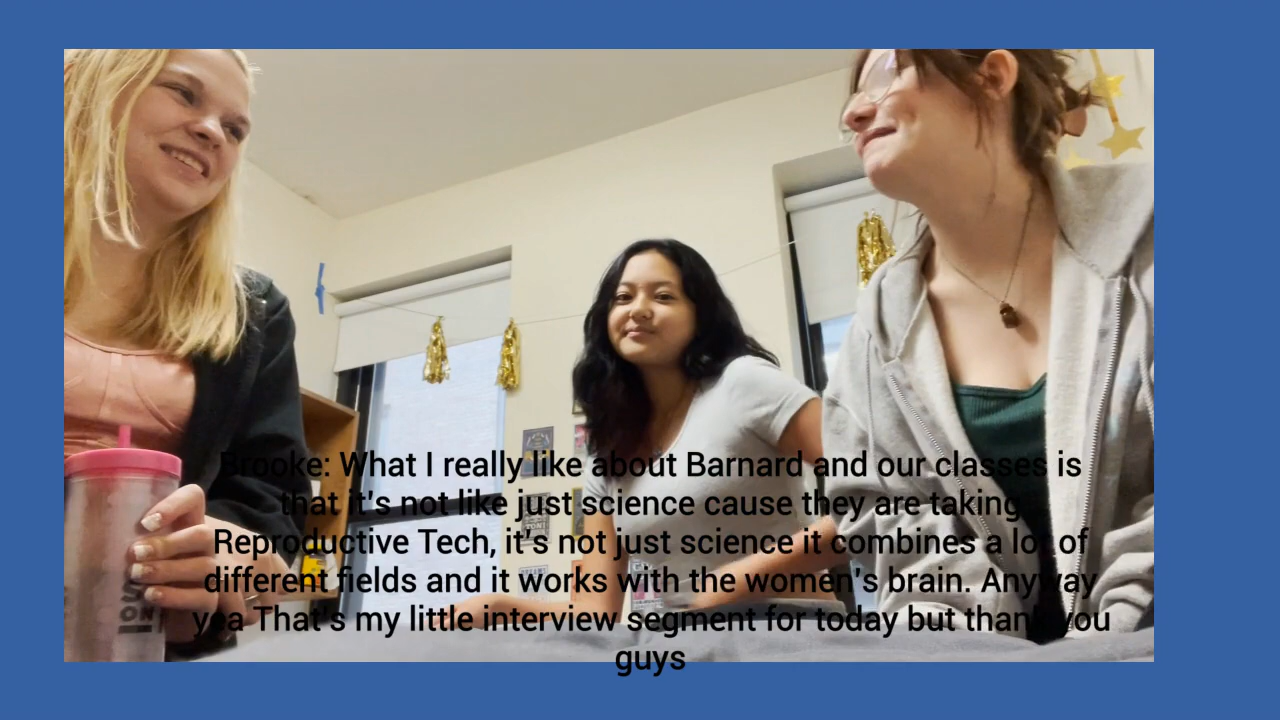 Brooke: What I really like about Barnard and our classes is
that it's not like just science cause they are taking
Reproductive Tech, it's not just science it combines a lot of
different fields and it works with the women's brain. Anyway
yea That's my little interview segment for today but thank you
guys